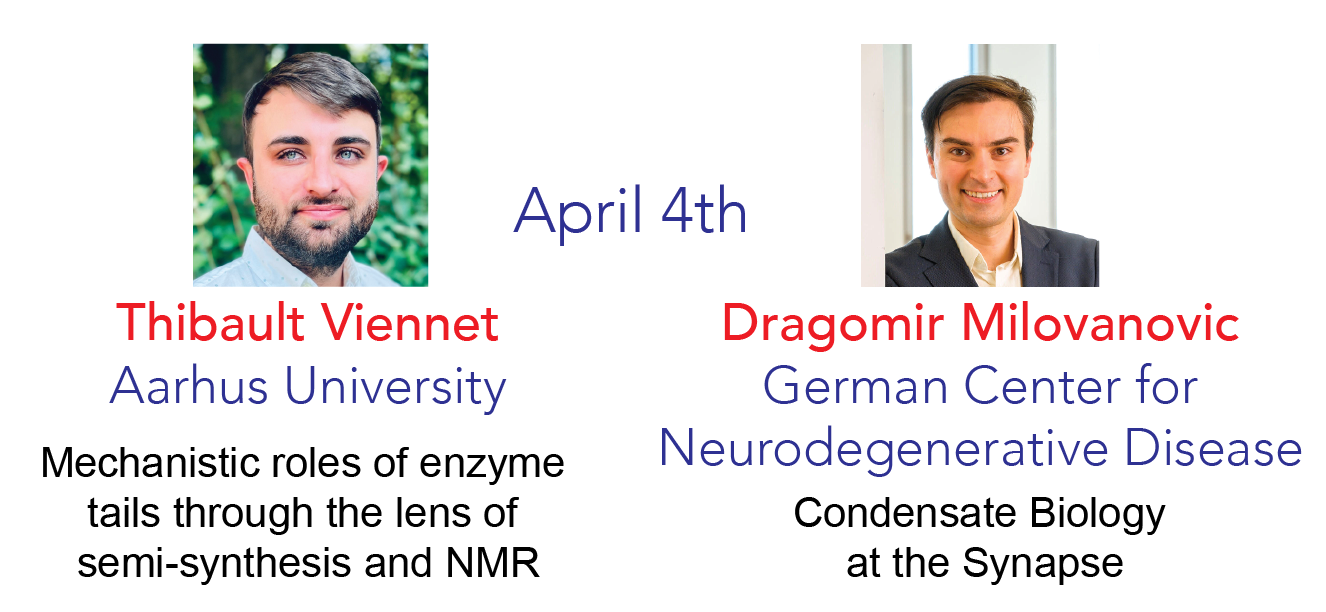 April 4th
Thibault Viennet
Aarhus University
Mechanistic roles of enzyme
tails through the lens of
semi-synthesis and NMR
Dragomir Milovanovic
German Center for
Neurodegenerative Disease
Condensate Biology
at the Synapse